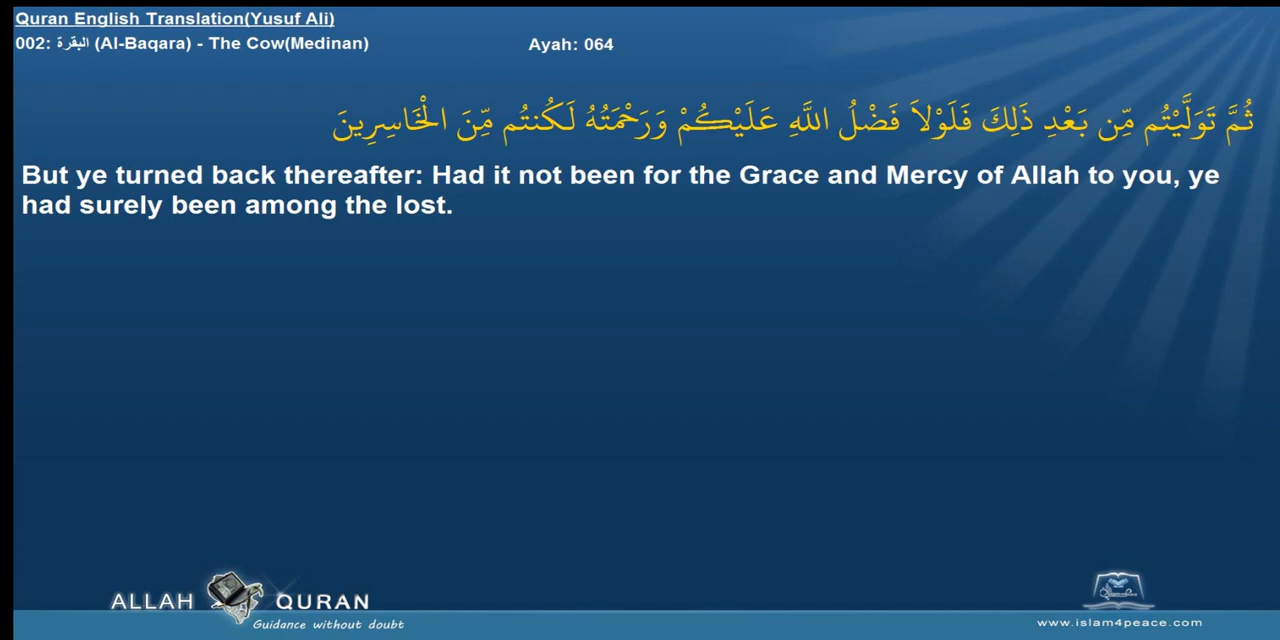 Quran English Translation(Yusuf Ali)
002: البقرة (Al-Baqara) - The Cow(Medinan)
Ayah: 064
ثُمَّ تَوَلَّيْتُم مِّن بَعْدِ ذَلِكَ فَلَوْلاَ فَضْلُ اللَّهِ عَلَيْكُمْ وَرَحْمَتُهُ لَكُنتُم مِّنَ الْخَاسِرِينَ
But ye turned back thereafter: Had it not been for the Grace and Mercy of Allah to you, ye
had surely been among the lost.
ALLAH QURAN
Guidance without doubt
www.islam4peace.com